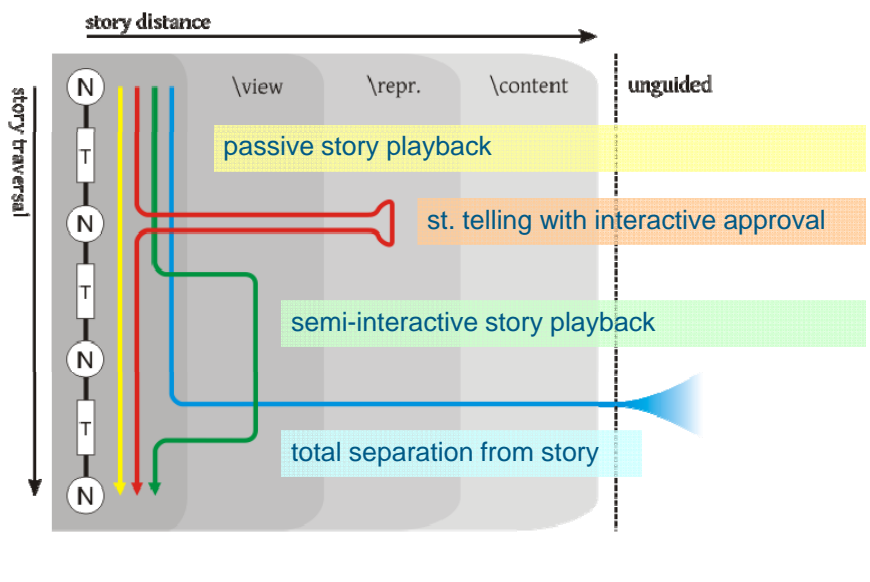 story distance
N \view \repr. \content unguided
story traversal
passive story playback
T
N
st. telling with interactive approval
T
semi-interactive story playback
N
T
total separation from story
N